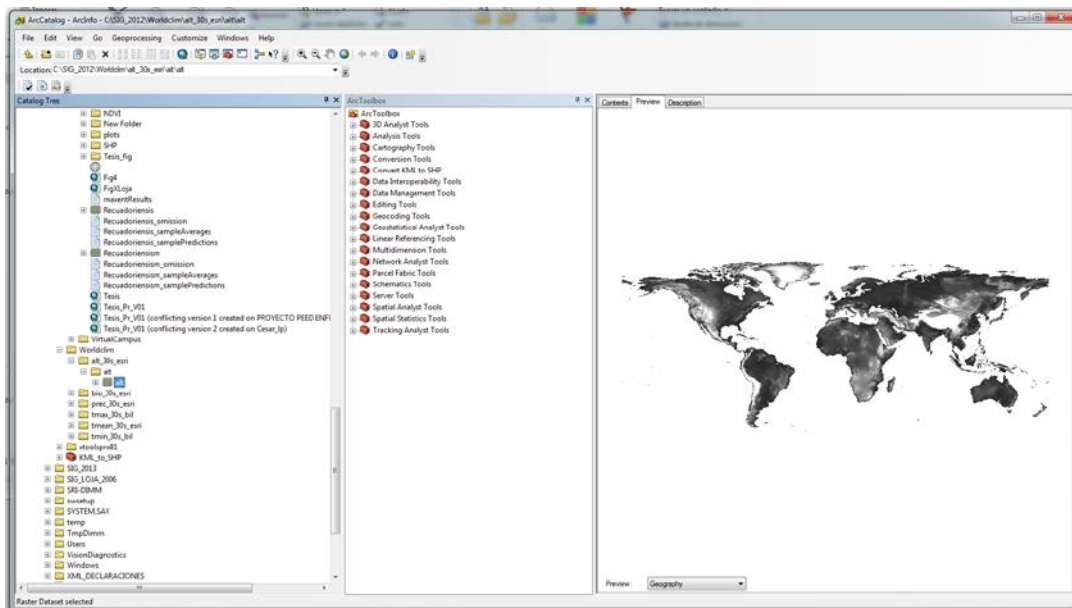 ArcCatalog - ArcInfo - C:\SIG_2012\Worldclim\alt_30s_esri\alt\alt
File Edit View Go Geoprocessing Customize Windows Help
Location: C:\SIG_2012\Worldclim\alt_30s_esri\alt\alt
Catalog Tree
NDVI
New Folder
plots
SHP
Tesis_fig
Fig4
FigXLoja
maxentResults
Recuadoriensis
Recuadoriensis_omission
Recuadoriensis_sampleAverages
Recuadoriensis_samplePredictions
Recuadoriensism
Recuadoriensism_omission
Recuadoriensism_sampleAverages
Recuadoriensism_samplePredictions
Tesis
Tesis_Pr_V01
Tesis_Pr_V01 (conflicting version 1 created on PROYECTO PEED ENFI
Tesis_Pr_V01 (conflicting version 2 created on Cesar_lp)
VirtualCampus
Worldclim
alt_30s_esri
alt
alt
bio_30s_esri
prec_30s_esri
tmax_30s_bil
tmean_30s_esri
tmin_30s_bil
xtoolspro81
KML_to_SHP
SIG_2013
SIG_LOJA_2006
SRI-DIMM
swsetup
SYSTEM.SAV
temp
TmpDimm
Users
VisionDiagnostics
Windows
XML_DECLARACIONES
ArcToolbox
ArcToolbox
3D Analyst Tools
Analysis Tools
Cartography Tools
Conversion Tools
Convert KML to SHP
Data Interoperability Tools
Data Management Tools
Editing Tools
Geocoding Tools
Geostatistical Analyst Tools
Linear Referencing Tools
Multidimension Tools
Network Analyst Tools
Parcel Fabric Tools
Schematics Tools
Server Tools
Spatial Analyst Tools
Spatial Statistics Tools
Tracking Analyst Tools
Contents Preview Description
Preview: Geography
Raster Dataset selected